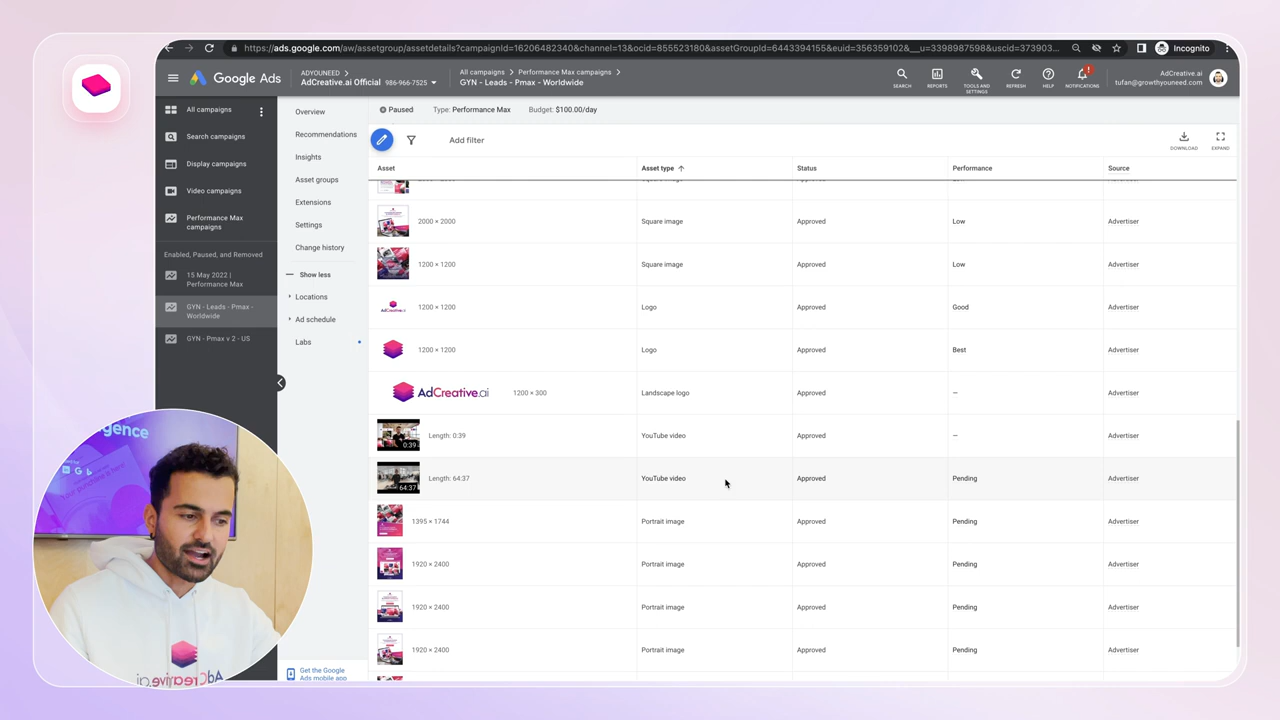 https://ads.google.com/aw/assetgroup/assetdetails?campaignId=16206482340&channel=13&ocid=855523180&assetGroupId=6443394155&euid=356359102&__u=3398987598&uscid=373903...
Incognito
Google Ads
ADYOUNEED
AdCreative.ai Official 986-966-7525
All campaigns
Performance Max campaigns
GYN - Leads - Pmax - Worldwide
SEARCH
REPORTS
TOOLS AND
SETTINGS
REFRESH
HELP
NOTIFICATIONS
AdCreative.ai
tufan@growthyouneed.com
All campaigns
Search campaigns
Display campaigns
Video campaigns
Performance Max
campaigns
Enabled, Paused, and Removed
15 May 2022 |
Performance Max
GYN - Leads - Pmax -
Worldwide
GYN - Pmax v 2 - US
Overview
Recommendations
Insights
Asset groups
Extensions
Settings
Change history
Show less
Locations
Ad schedule
Labs
Get the Google
Ads mobile app
Paused Type: Performance Max Budget: $100.00/day
Add filter
DOWNLOAD
EXPAND
Asset Asset type Status Performance Source
2000 × 2000 Square image Approved Low Advertiser
1200 × 1200 Square image Approved Low Advertiser
AdCreative.ai 1200 × 1200 Logo Approved Good Advertiser
1200 × 1200 Logo Approved Best Advertiser
AdCreative.ai 1200 × 300 Landscape logo Approved — Advertiser
0:39 Length: 0:39 YouTube video Approved — Advertiser
64:37 Length: 64:37 YouTube video Approved Pending Advertiser
1395 × 1744 Portrait image Approved Pending Advertiser
1920 × 2400 Portrait image Approved Pending Advertiser
1920 × 2400 Portrait image Approved Pending Advertiser
1920 × 2400 Portrait image Approved Pending Advertiser